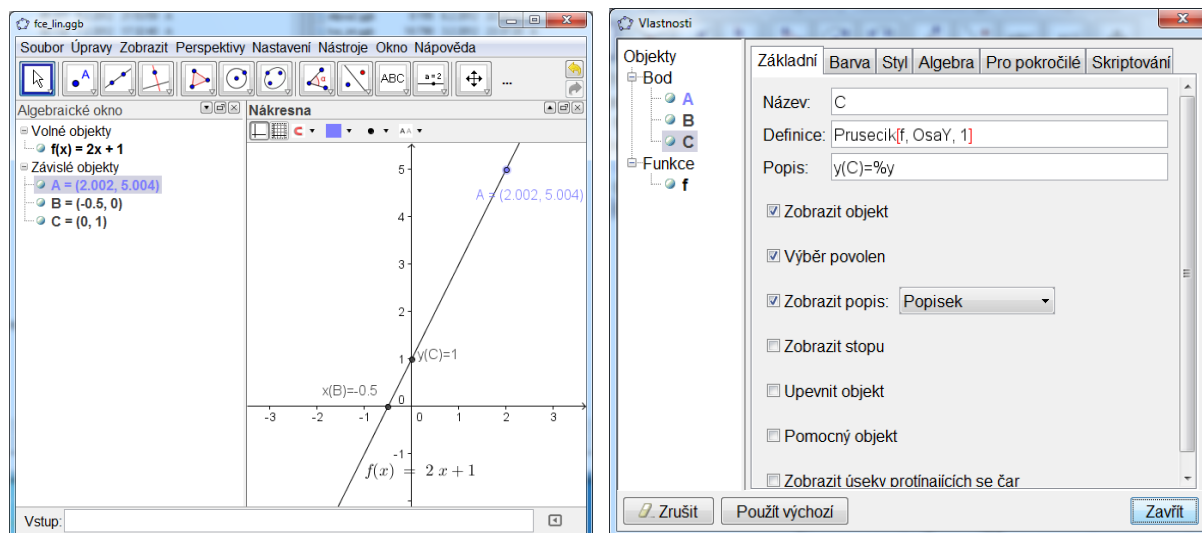 fce_lin.ggb
Soubor Úpravy Zobrazit Perspektivy Nastavení Nástroje Okno Nápověda
A ABC a=2 ...
Algebraické okno
Volné objekty
f(x) = 2x + 1
Závislé objekty
A = (2.002, 5.004)
B = (-0.5, 0)
C = (0, 1)
Nákresna
AA
5
A = (2.002, 5.004)
4
3
2
1 y(C)=1
x(B)=-0.5
0
-3 -2 -1 0 1 2 3
-1
f(x) = 2 x + 1
Vstup:
Vlastnosti
Objekty
Bod
A
B
C
Funkce
f
Základní Barva Styl Algebra Pro pokročilé Skriptování
Název: C
Definice: Prusecik[f, OsaY, 1]
Popis: y(C)=%y
Zobrazit objekt
Výběr povolen
Zobrazit popis: Popisek
Zobrazit stopu
Upevnit objekt
Pomocný objekt
Zobrazit úseky protínajících se čar
Zrušit Použít výchozí Zavřít